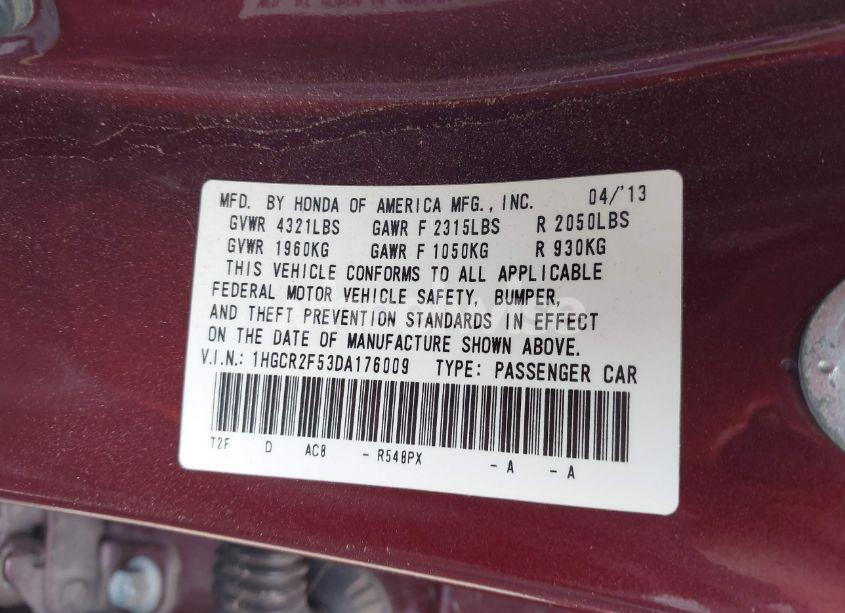 MFD. BY HONDA OF AMERICA MFG., INC. 04/'13
GVWR 4321LBS GAWR F 2315LBS R 2050LBS
GVWR 1960KG GAWR F 1050KG R 930KG
THIS VEHICLE CONFORMS TO ALL APPLICABLE
FEDERAL MOTOR VEHICLE SAFETY, BUMPER,
AND THEFT PREVENTION STANDARDS IN EFFECT
ON THE DATE OF MANUFACTURE SHOWN ABOVE.
V.I.N.: 1HGCR2F53DA176009 TYPE: PASSENGER CAR
T2F D AC8 - R548PX - A - A